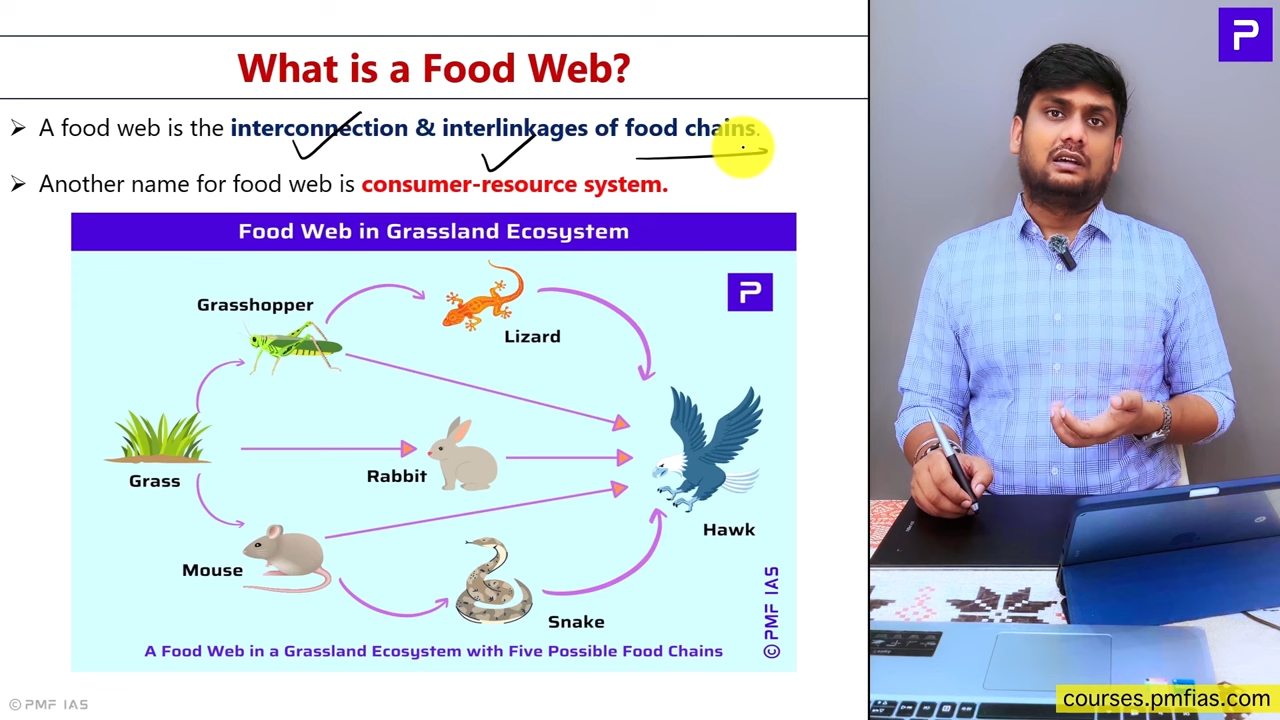 What is a Food Web?
➢ A food web is the interconnection & interlinkages of food chains.
➢ Another name for food web is consumer-resource system.
Food Web in Grassland Ecosystem
Grasshopper
Lizard
Grass
Rabbit
Hawk
Mouse
Snake
A Food Web in a Grassland Ecosystem with Five Possible Food Chains
© PMF IAS
© PMF IAS
P
P
courses.pmfias.com